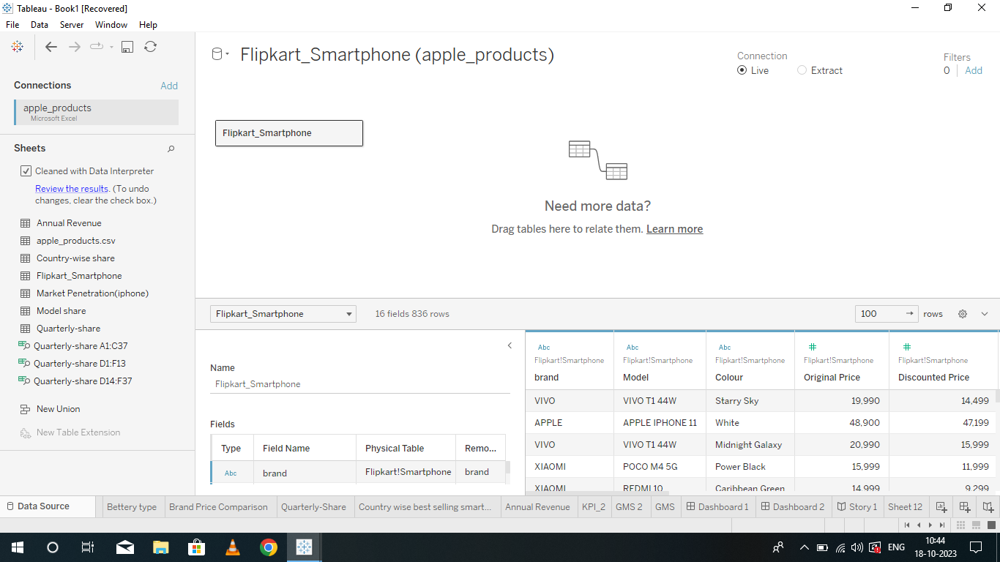 Tableau - Book1 [Recovered]
File Data Server Window Help
Connections Add
apple_products
Microsoft Excel
Sheets
Cleaned with Data Interpreter
Review the results. (To undo
changes, clear the check box.)
Annual Revenue
apple_products.csv
Country-wise share
Flipkart_Smartphone
Market Penetration(iphone)
Model share
Quarterly-share
Quarterly-share A1:C37
Quarterly-share D1:F13
Quarterly-share D14:F37
New Union
New Table Extension
Flipkart_Smartphone (apple_products)
Connection
Live Extract
Filters
0 Add
Flipkart_Smartphone
Need more data?
Drag tables here to relate them. Learn more
Flipkart_Smartphone 16 fields 836 rows 100 rows
Name
Flipkart_Smartphone
Fields
Type Field Name Physical Table Remo...
Abc brand Flipkart!Smartphone brand
Abc Abc Abc # #
Flipkart!Smartphone Flipkart!Smartphone Flipkart!Smartphone Flipkart!Smartphone Flipkart!Smartphone
brand Model Colour Original Price Discounted Price
VIVO VIVO T1 44W Starry Sky 19,990 14,499
APPLE APPLE IPHONE 11 White 48,900 47,199
VIVO VIVO T1 44W Midnight Galaxy 20,990 15,999
XIAOMI POCO M4 5G Power Black 15,999 11,999
XIAOMI REDMI 10 Caribbean Green 14,999 9,299
Data Source Bettery type Brand Price Comparison Quarterly-Share Country wise best selling smart... Annual Revenue KPI_2 GMS 2 GMS Dashboard 1 Dashboard 2 Story 1 Sheet 12
ENG
10:44
18-10-2023